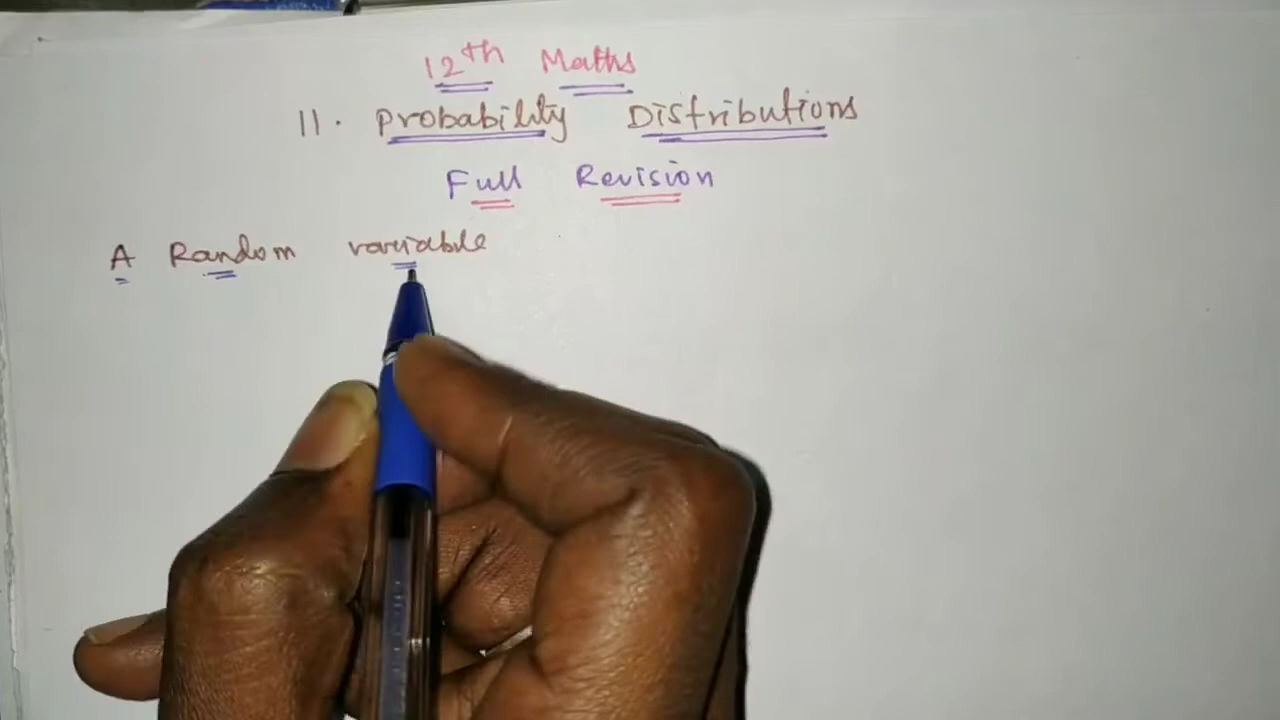 12th Maths
11. Probability Distributions
Full Revision
A Random variable